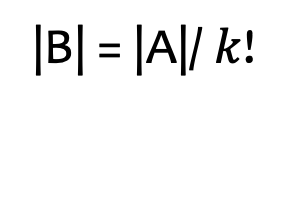 |B| = |A|/ k!